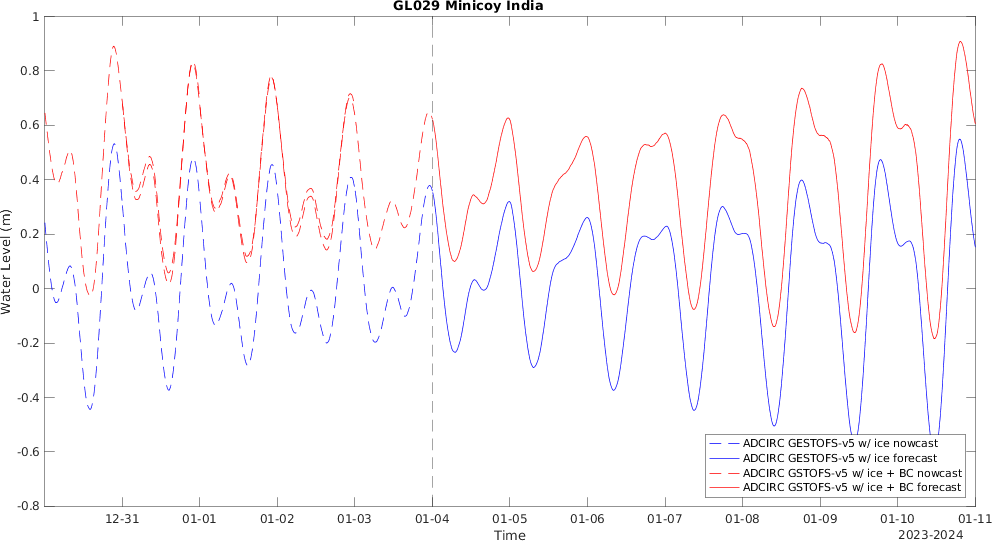 GL029 Minicoy India
1
0.8
0.6
0.4
0.2
0
-0.2
-0.4
-0.6
-0.8
Water Level (m)
ADCIRC GESTOFS-v5 w/ ice nowcast
ADCIRC GESTOFS-v5 w/ ice forecast
ADCIRC GSTOFS-v5 w/ ice + BC nowcast
ADCIRC GSTOFS-v5 w/ ice + BC forecast
12-31 01-01 01-02 01-03 01-04 01-05 01-06 01-07 01-08 01-09 01-10 01-11
Time
2023-2024